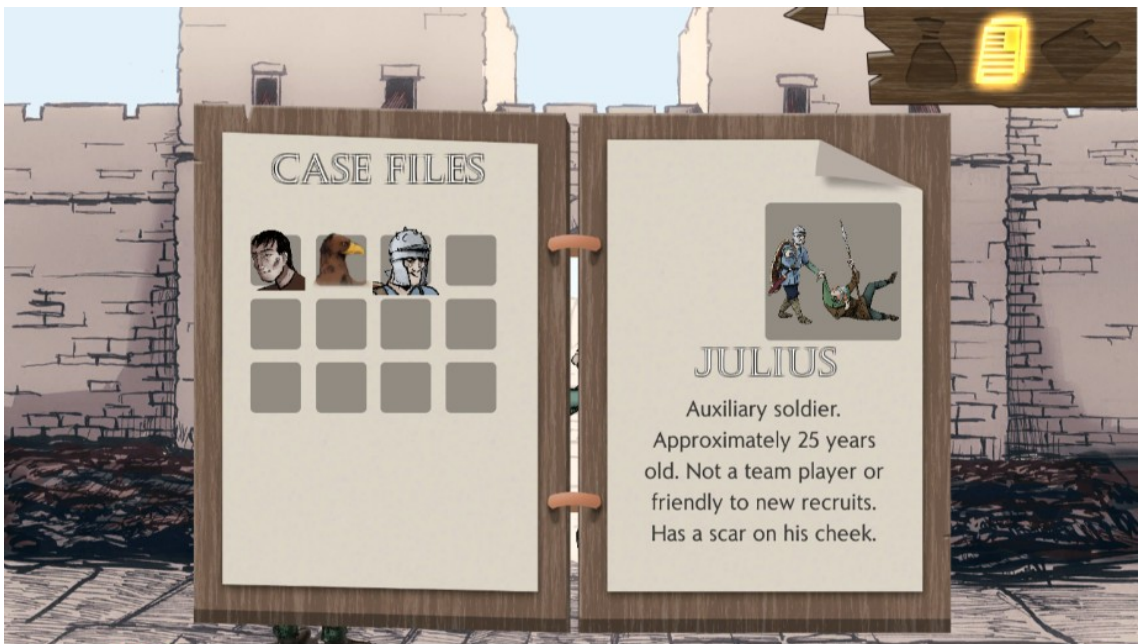 CASE FILES
JULIUS
Auxiliary soldier.
Approximately 25 years
old. Not a team player or
friendly to new recruits.
Has a scar on his cheek.